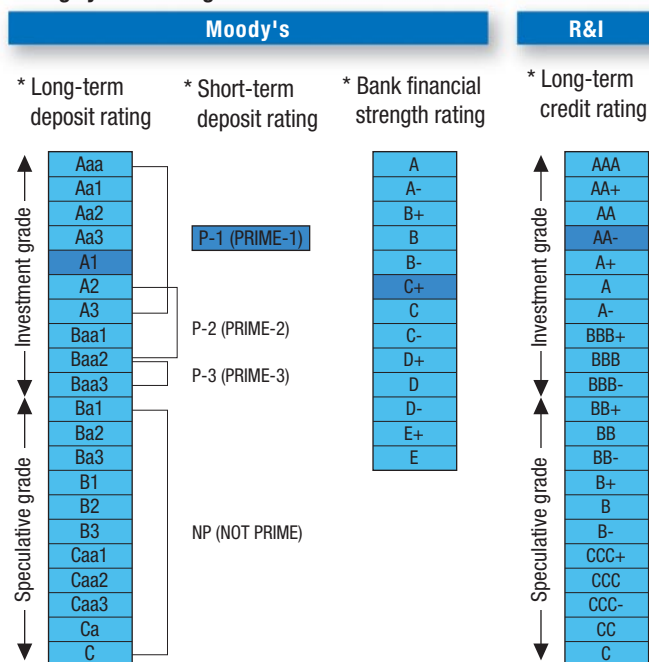 Moody's
R&I
* Long-term
deposit rating
* Short-term
deposit rating
* Bank financial
strength rating
* Long-term
credit rating
Investment grade
Speculative grade
Aaa
Aa1
Aa2
Aa3
A1
A2
A3
Baa1
Baa2
Baa3
Ba1
Ba2
Ba3
B1
B2
B3
Caa1
Caa2
Caa3
Ca
C
P-1 (PRIME-1)
P-2 (PRIME-2)
P-3 (PRIME-3)
NP (NOT PRIME)
A
A-
B+
B
B-
C+
C
C-
D+
D
D-
E+
E
Investment grade
Speculative grade
AAA
AA+
AA
AA-
A+
A
A-
BBB+
BBB
BBB-
BB+
BB
BB-
B+
B
B-
CCC+
CCC
CCC-
CC
C